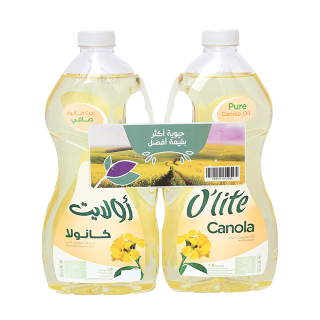 زيت كانولا
صافي
Pure
Canola Oil
حيوية أكثر
بقيمة أفضل
أولايت
كانولا
O'lite
Canola